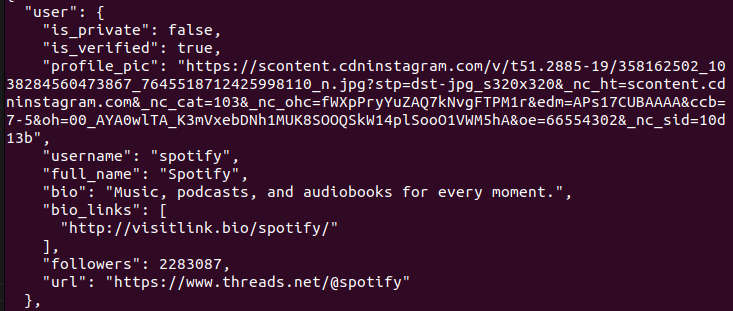 "user": {
"is_private": false,
"is_verified": true,
"profile_pic": "https://scontent.cdninstagram.com/v/t51.2885-19/358162502_10
38284560473867_7645518712425998110_n.jpg?stp=dst-jpg_s320x320&_nc_ht=scontent.cd
ninstagram.com&_nc_cat=103&_nc_ohc=fWXpPryYuZAQ7kNvgFTPM1r&edm=APs17CUBAAAA&ccb=
7-5&oh=00_AYA0wlTA_K3mVxebDNh1MUK8SOOQSkW14plSooO1VWM5hA&oe=66554302&_nc_sid=10d
13b",
"username": "spotify",
"full_name": "Spotify",
"bio": "Music, podcasts, and audiobooks for every moment.",
"bio_links": [
"http://visitlink.bio/spotify/"
],
"followers": 2283087,
"url": "https://www.threads.net/@spotify"
},